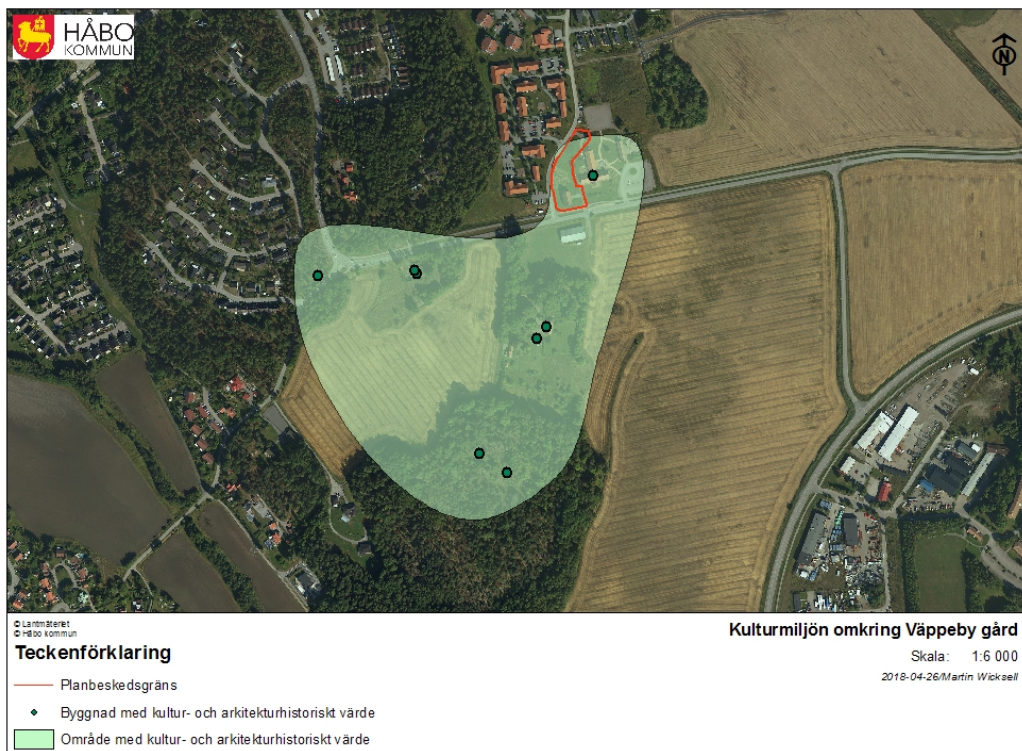 HÅBO
KOMMUN
N
© Lantmäteriet
© Håbo kommun
Teckenförklaring
Planbeskedsgräns
Byggnad med kultur- och arkitekturhistoriskt värde
Område med kultur- och arkitekturhistoriskt värde
Kulturmiljön omkring Väppeby gård
Skala: 1:6 000
2018-04-26/Martin Wicksell